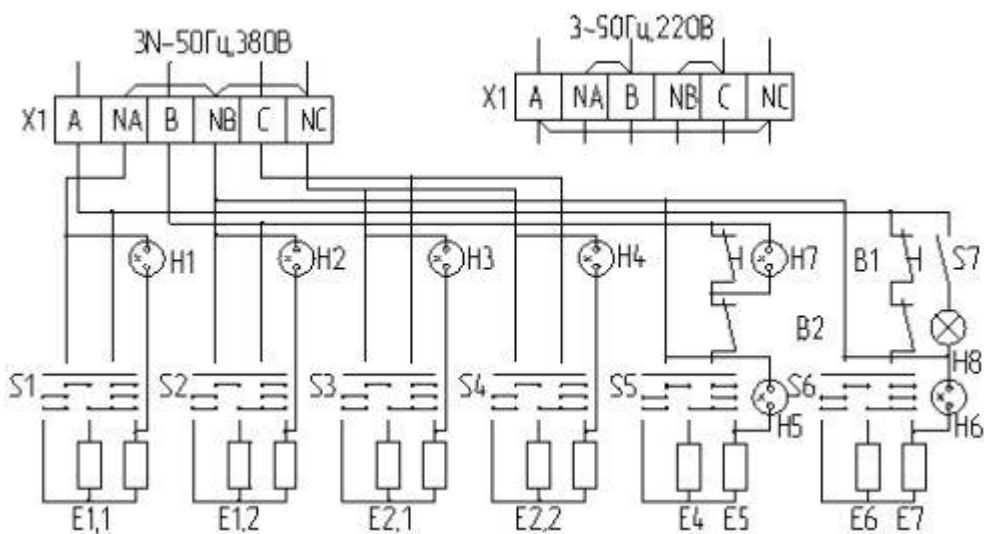 3N~50Гц,380В
3~50Гц,220В
X1 A NA B NB C NC
X1 A NA B NB C NC
H1 H2 H3 H4 H7 B1 S7
B2
H8
S1 S2 S3 S4 S5 S6
H5 H6
E1,1 E1,2 E2,1 E2,2 E4 E5 E6 E7